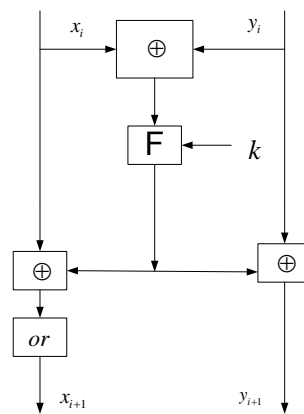 x_i ⊕ y_i
F k
⊕ ⊕
or
x_{i+1} y_{i+1}